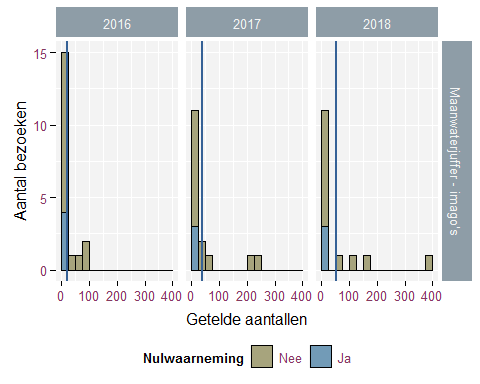 2016 2017 2018
15
10
5
0
Aantal bezoeken
Maanwaterjuffer - imago's
0 100 200 300 400 0 100 200 300 400 0 100 200 300 400
Getelde aantallen
Nulwaarneming Nee Ja